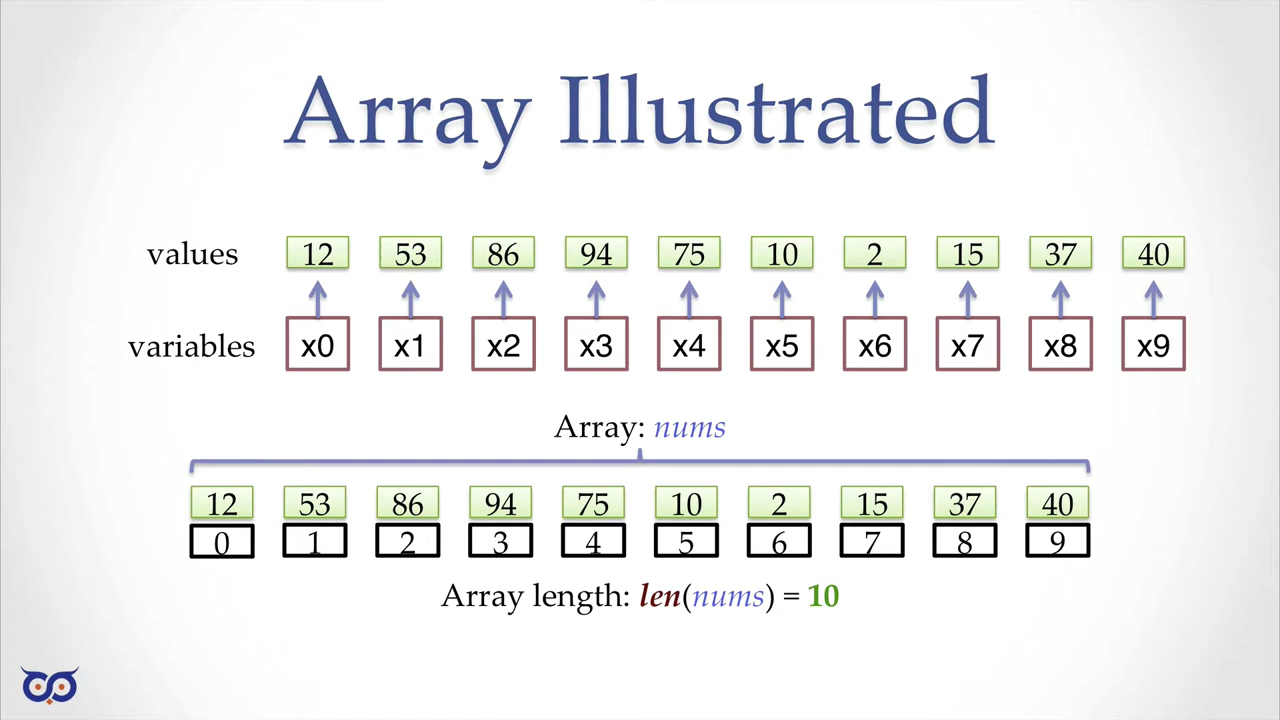 Array Illustrated
values 12 53 86 94 75 10 2 15 37 40
variables x0 x1 x2 x3 x4 x5 x6 x7 x8 x9
Array: nums
12 53 86 94 75 10 2 15 37 40
0 1 2 3 4 5 6 7 8 9
Array length: len(nums) = 10